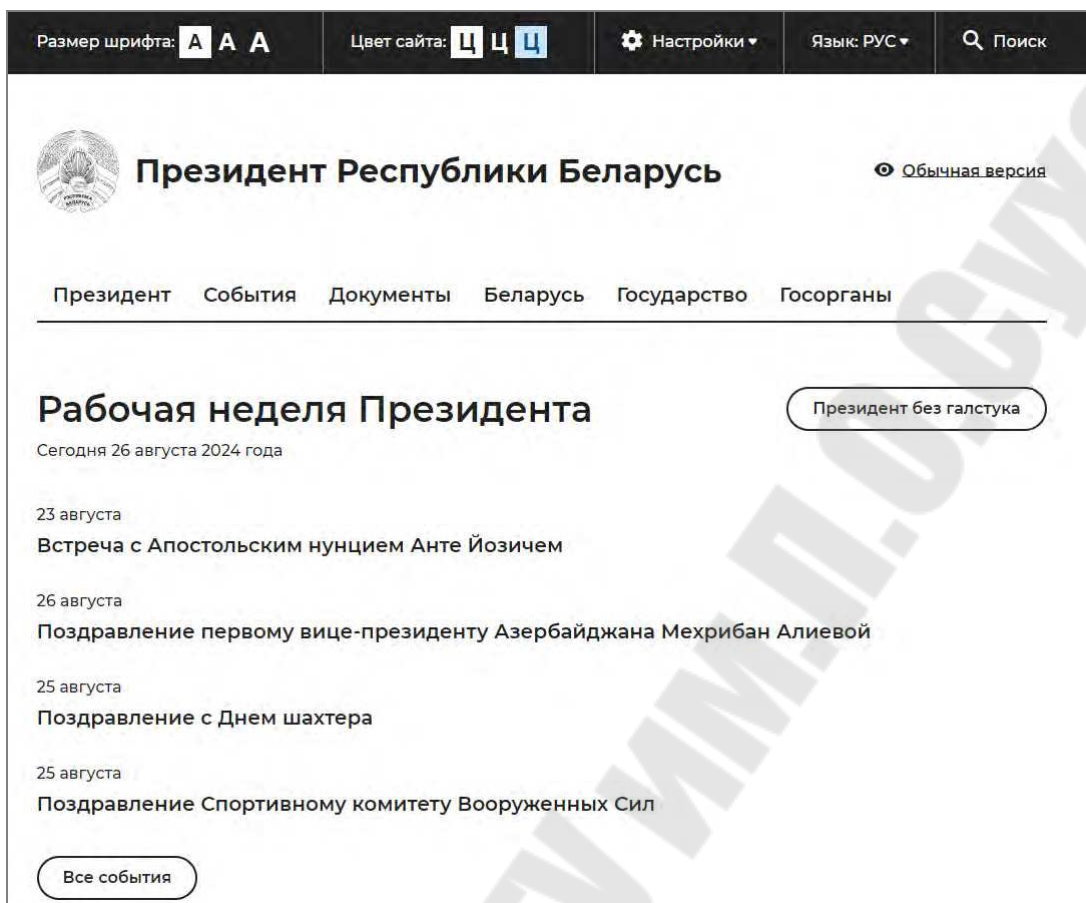 Размер шрифта: А А А Цвет сайта: Ц Ц Ц Настройки Язык: РУС Поиск
Президент Республики Беларусь
Обычная версия
Президент События Документы Беларусь Государство Госорганы
Рабочая неделя Президента
Президент без галстука
Сегодня 26 августа 2024 года
23 августа
Встреча с Апостольским нунцием Анте Йозичем
26 августа
Поздравление первому вице-президенту Азербайджана Мехрибан Алиевой
25 августа
Поздравление с Днем шахтера
25 августа
Поздравление Спортивному комитету Вооруженных Сил
Все события